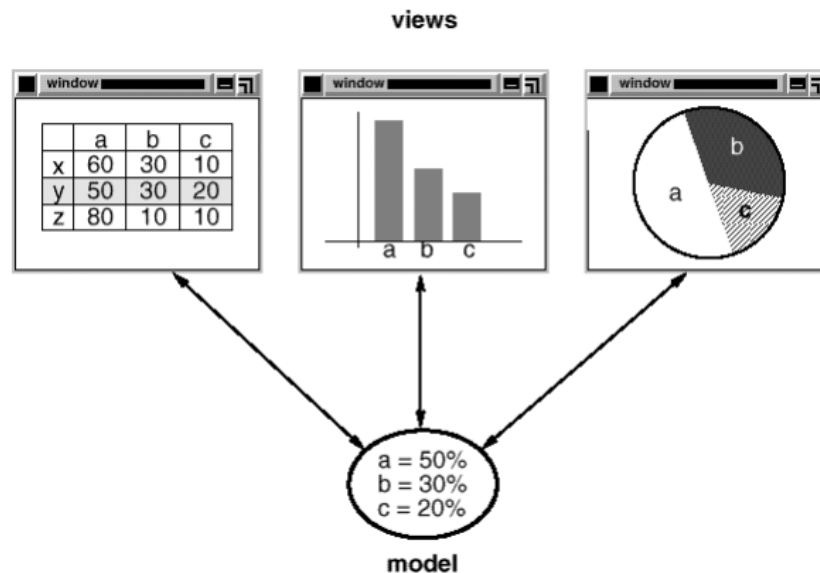 views
window
a b c
x 60 30 10
y 50 30 20
z 80 10 10
window
a b c
window
b
a
c
a = 50%
b = 30%
c = 20%
model